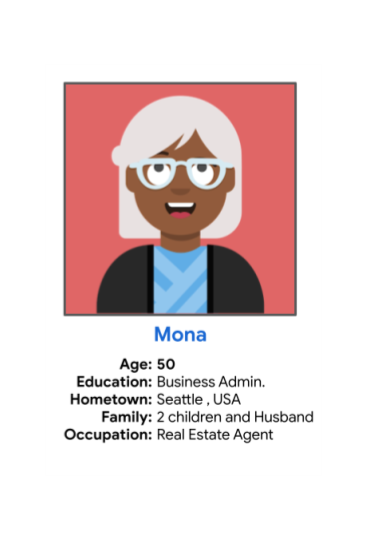 Mona
Age: 50
Education: Business Admin.
Hometown: Seattle , USA
Family: 2 children and Husband
Occupation: Real Estate Agent